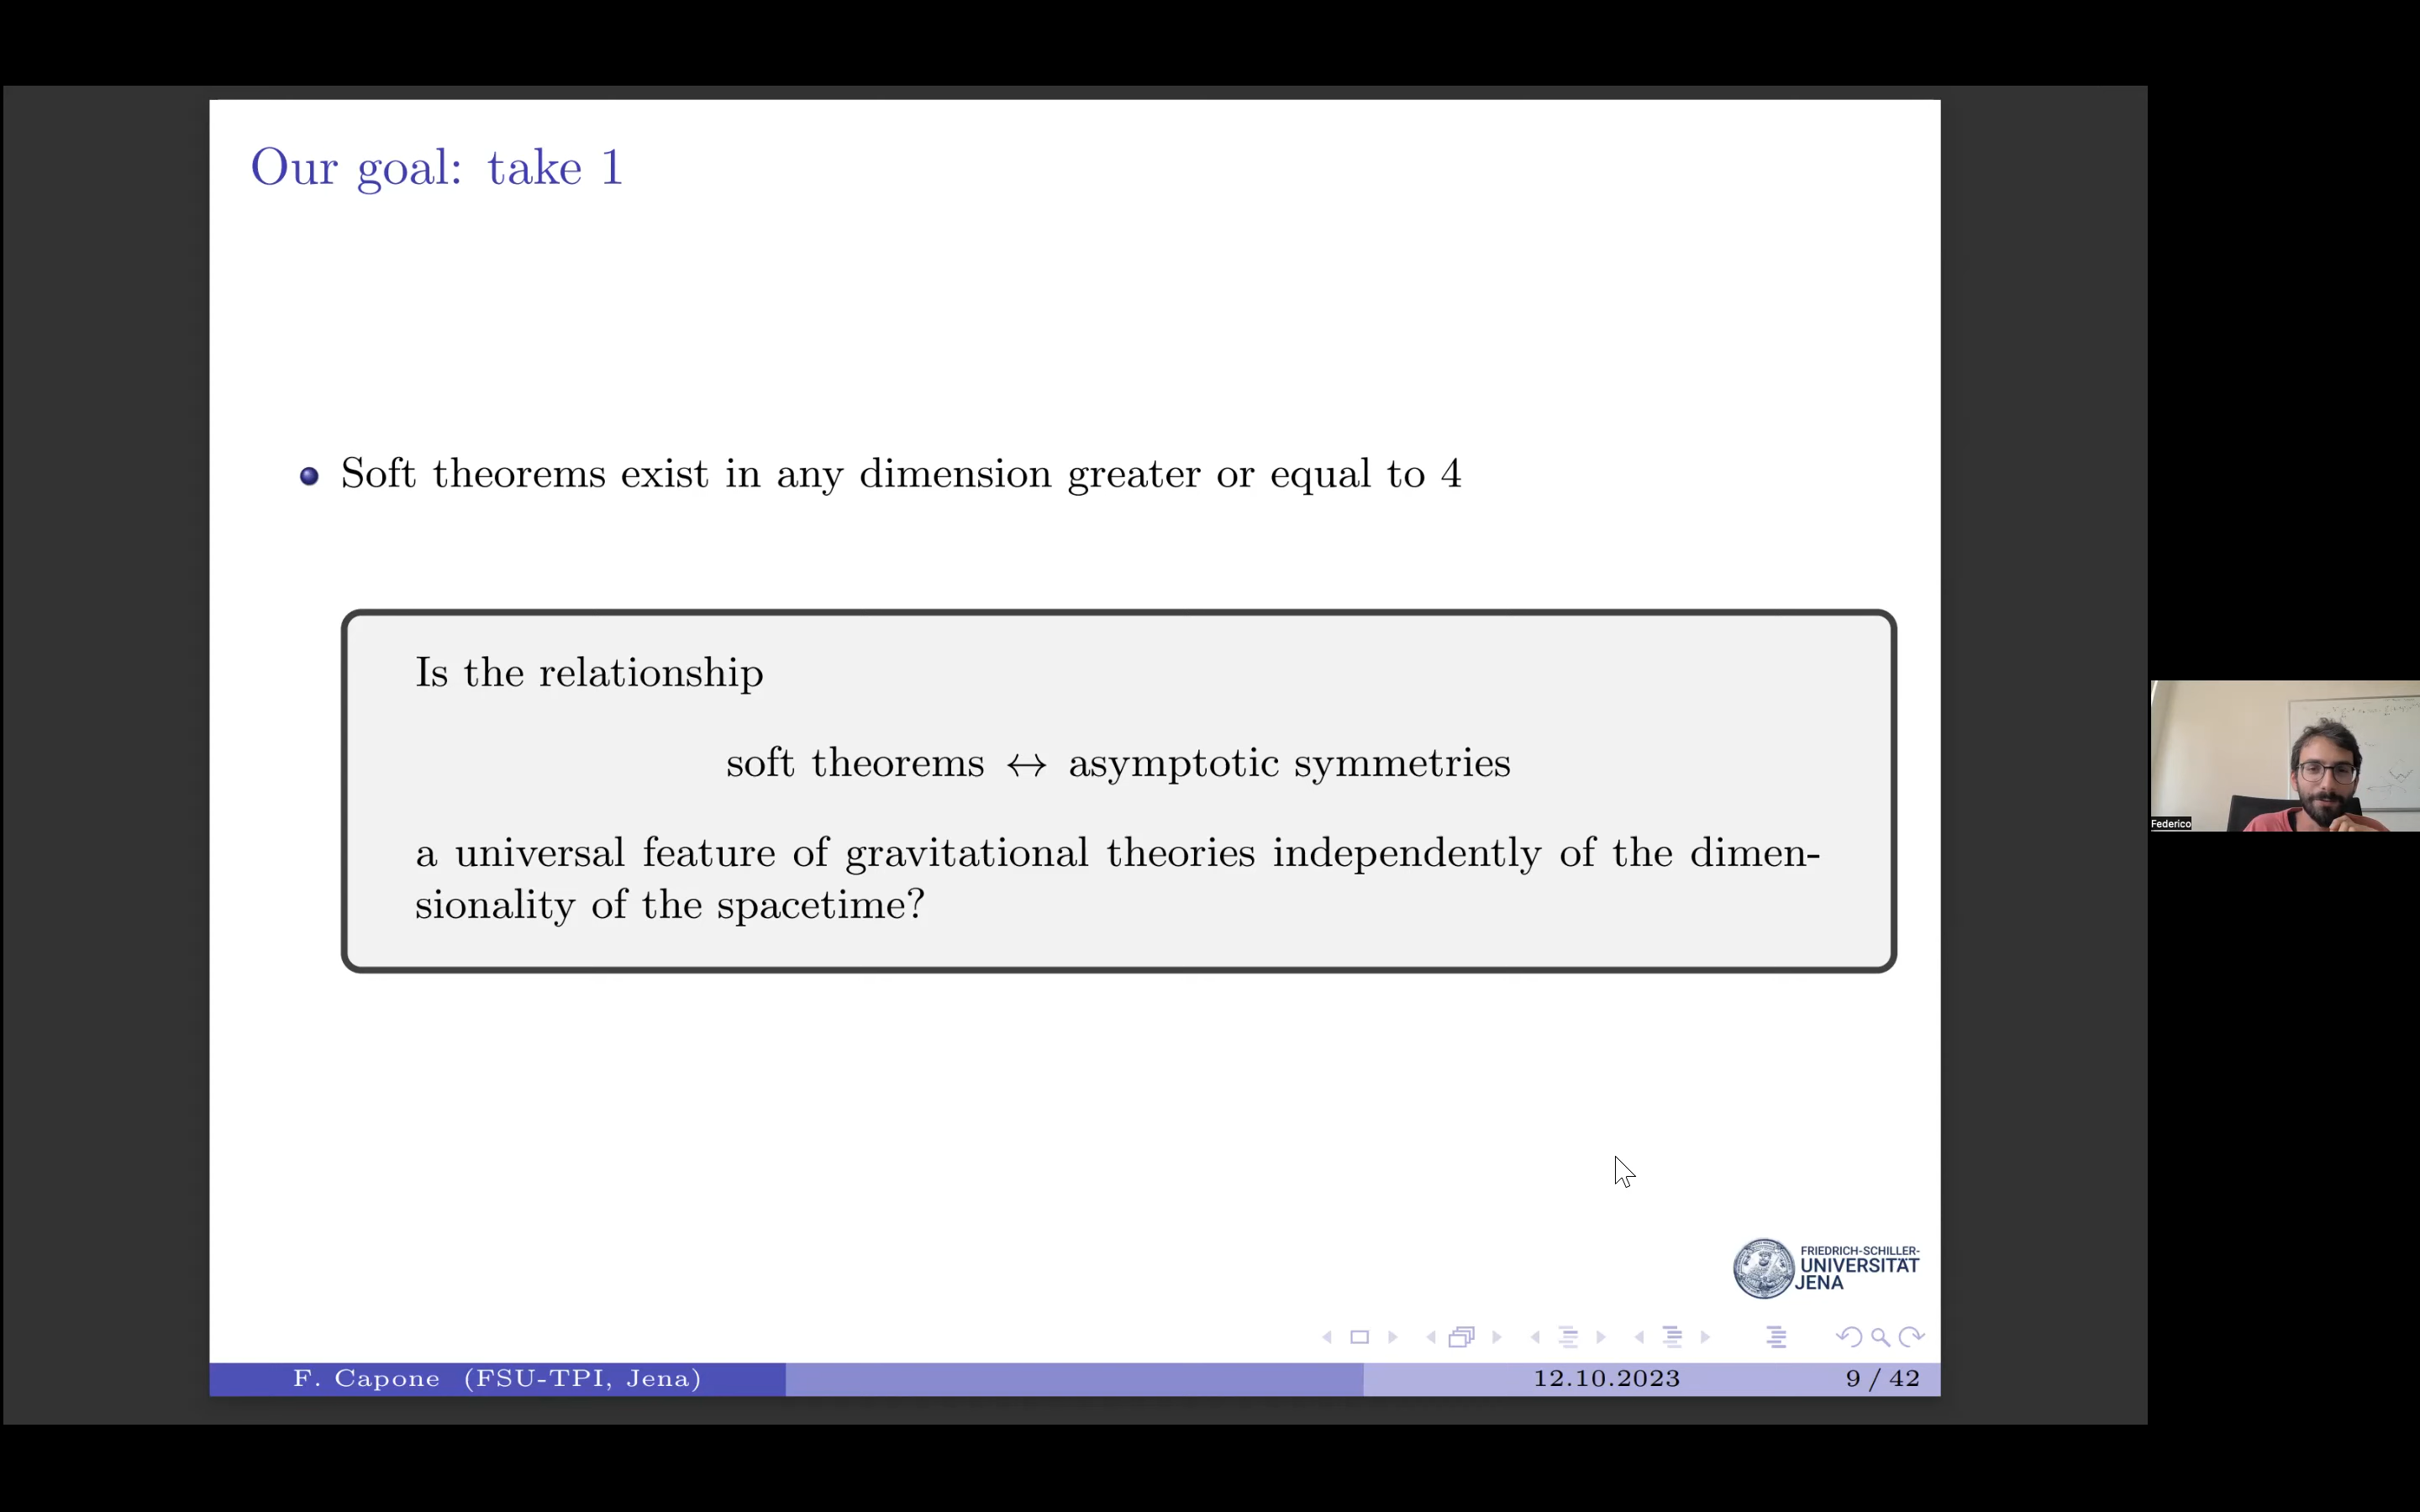 Our goal: take 1
Soft theorems exist in any dimension greater or equal to 4
Is the relationship
soft theorems ↔ asymptotic symmetries
a universal feature of gravitational theories independently of the dimen-
sionality of the spacetime?
Federico
FRIEDRICH-SCHILLER-
UNIVERSITÄT
JENA
F. Capone (FSU-TPI, Jena)
12.10.2023
9 / 42